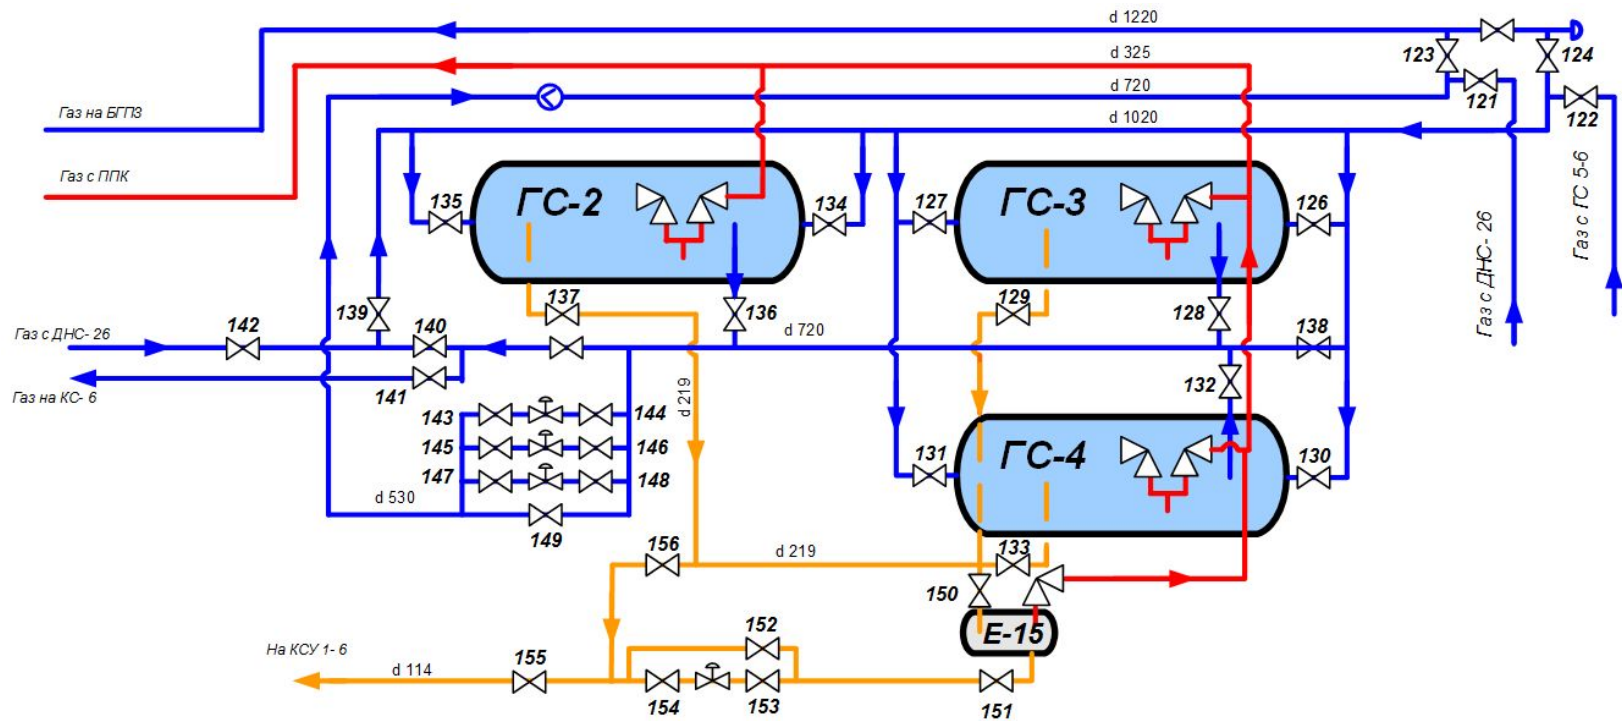 d 1220
d 325
123
124
Газ на БГПЗ
d 720
121
d 1020
122
Газ с ППК
ГС-2
ГС-3
135
134
127
126
Газ с ДНС- 26
Газ с ГС 5-6
137
136
129
128
139
Газ с ДНС- 26
142
140
d 720
138
141
132
Газ на КС- 6
d 219
143
144
ГС-4
145
146
131
130
147
148
d 530
149
156
d 219
133
150
Е-15
152
На КСУ 1- 6
155
d 114
154
153
151